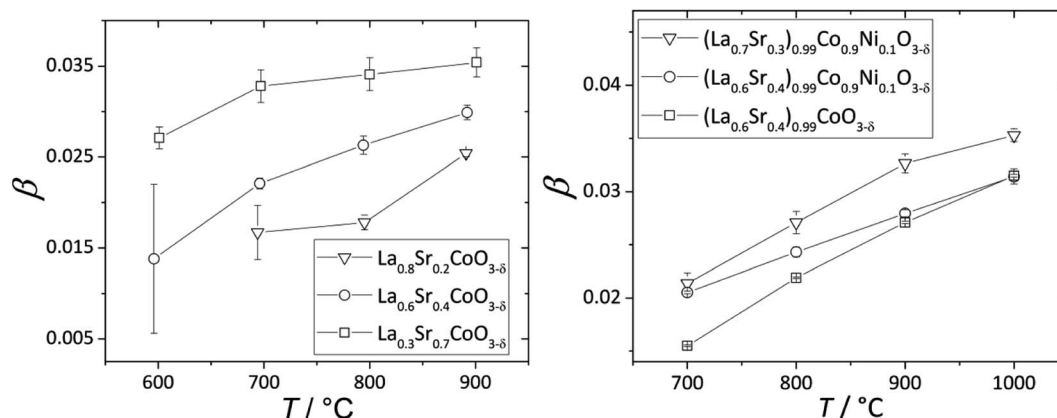 0.035
0.025
0.015
0.005
β
600 700 800 900
T / °C
La₀.₈Sr₀.₂CoO₃₋δ
La₀.₆Sr₀.₄CoO₃₋δ
La₀.₃Sr₀.₇CoO₃₋δ
0.04
0.03
0.02
β
700 800 900 1000
T / °C
(La₀.₇Sr₀.₃)₀.₉₉Co₀.₉Ni₀.₁O₃₋δ
(La₀.₆Sr₀.₄)₀.₉₉Co₀.₉Ni₀.₁O₃₋δ
(La₀.₆Sr₀.₄)₀.₉₉CoO₃₋δ